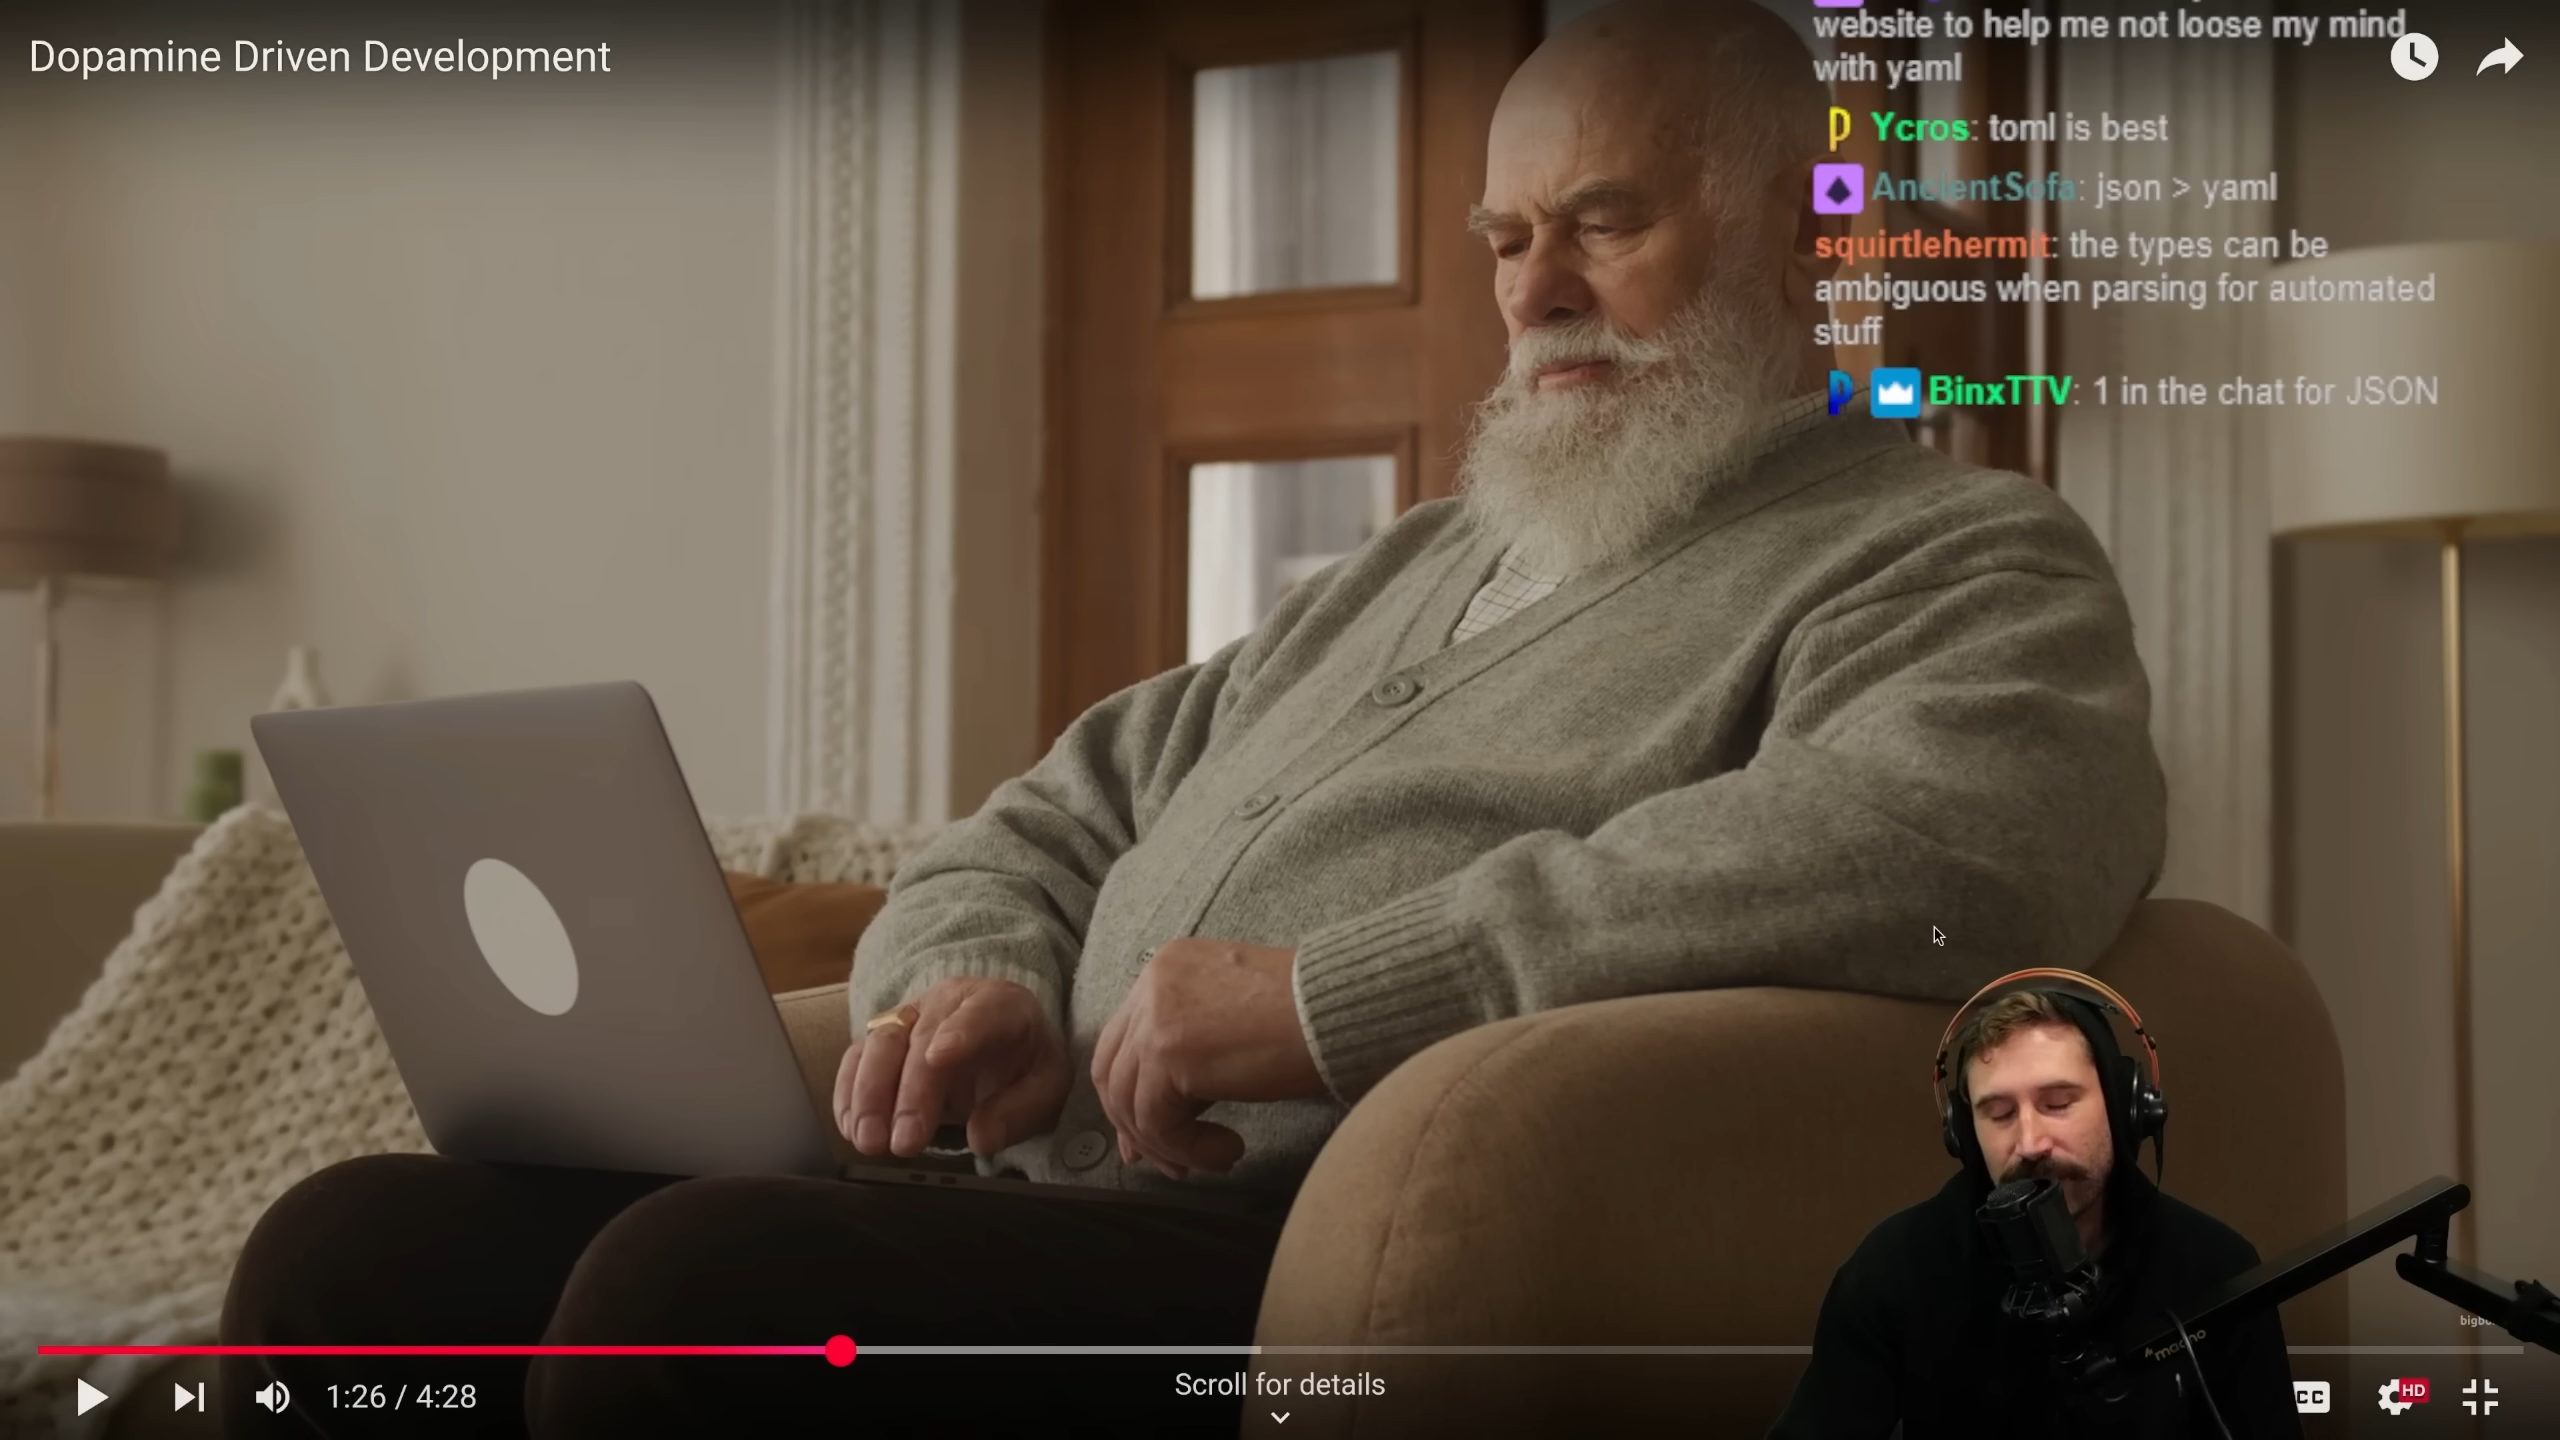 Dopamine Driven Development
website to help me not loose my mind
with yaml
Ycros: toml is best
AncientSofa: json > yaml
squirtlehermit: the types can be
ambiguous when parsing for automated
stuff
BinxTTV: 1 in the chat for JSON
1:26 / 4:28
Scroll for details
CC
HD